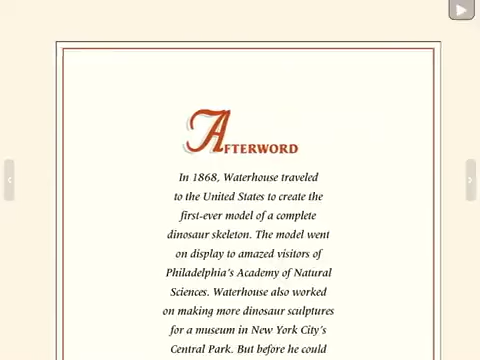 AFTERWORD
In 1868, Waterhouse traveled
to the United States to create the
first-ever model of a complete
dinosaur skeleton. The model went
on display to amazed visitors of
Philadelphia's Academy of Natural
Sciences. Waterhouse also worked
on making more dinosaur sculptures
for a museum in New York City's
Central Park. But before he could